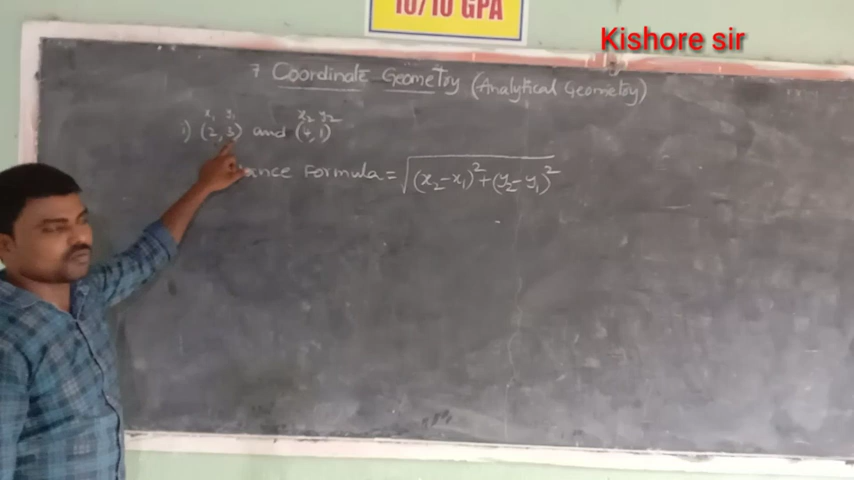 10/10 GPA
Kishore sir
7 Coordinate Geometry (Analytical Geometry)
x₁ y₁ x₂ y₂
i) (2, 3) and (4, 1)
ance Formula = √(x₂-x₁)²+(y₂-y₁)²